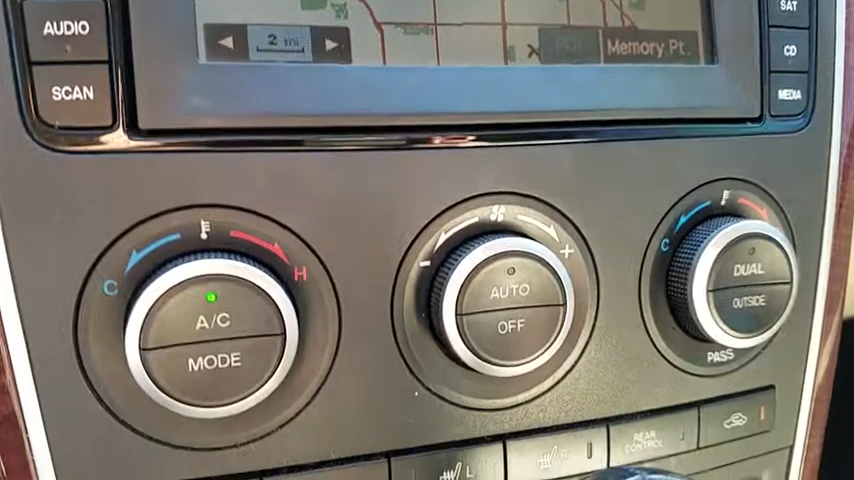 AUDIO
SCAN
2 mi
POI
Memory Pt.
SAT
CD
MEDIA
C
H
A/C
MODE
-
+
AUTO
OFF
C
DUAL
OUTSIDE
PASS
L
R
REAR
CONTROL